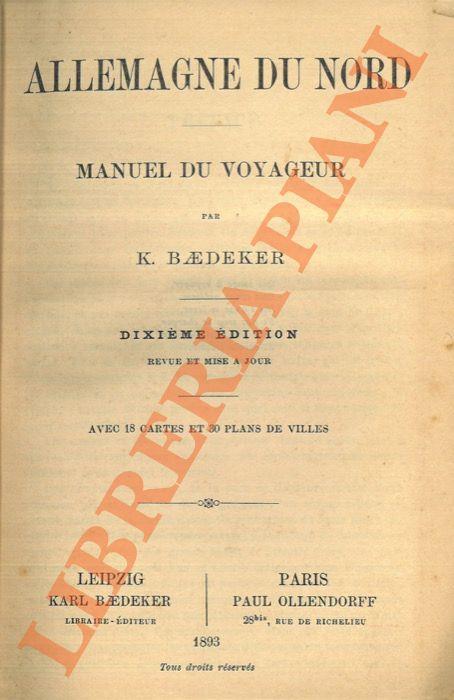 ALLEMAGNE DU NORD
MANUEL DU VOYAGEUR
PAR
K. BÆDEKER
DIXIÈME ÉDITION
REVUE ET MISE A JOUR
AVEC 18 CARTES ET 30 PLANS DE VILLES
LEIPZIG
KARL BÆDEKER
LIBRAIRE-ÉDITEUR
PARIS
PAUL OLLENDORFF
28bis, RUE DE RICHELIEU
1893
Tous droits réservés
LIBRERIA PIANI